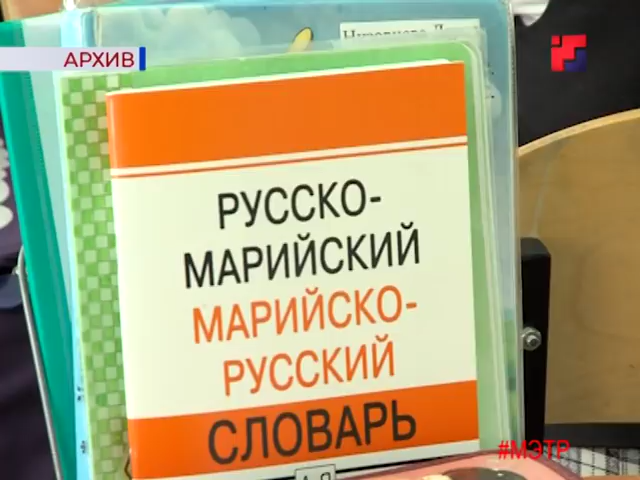 АРХИВ
РУССКО-
МАРИЙСКИЙ
МАРИЙСКО-
РУССКИЙ
СЛОВАРЬ
#МЭТР